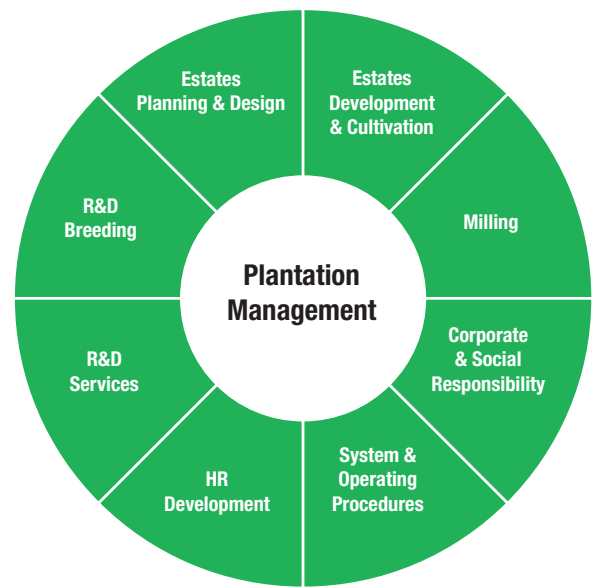 Estates
Planning & Design
Estates
Development
& Cultivation
Milling
Corporate
& Social
Responsibility
System &
Operating
Procedures
HR
Development
R&D
Services
R&D
Breeding
Plantation
Management